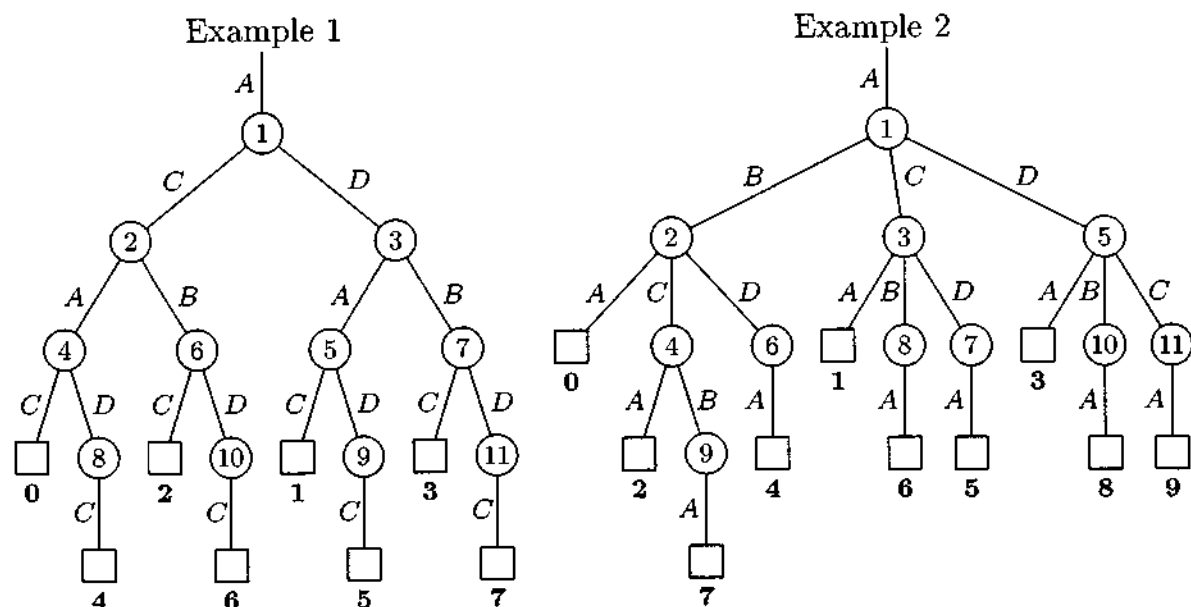 Example 1 Example 2
A A
1 1
C D B C D
2 3 2 3 5
A B A B A C D A B D A B C
4 6 5 7 4 6 8 7 10 11
0 1 3
C D C D C D C D A B A A A A A
8 10 9 11 9
0 2 1 3 2 4 6 5 8 9
C C C C A
4 6 5 7 7